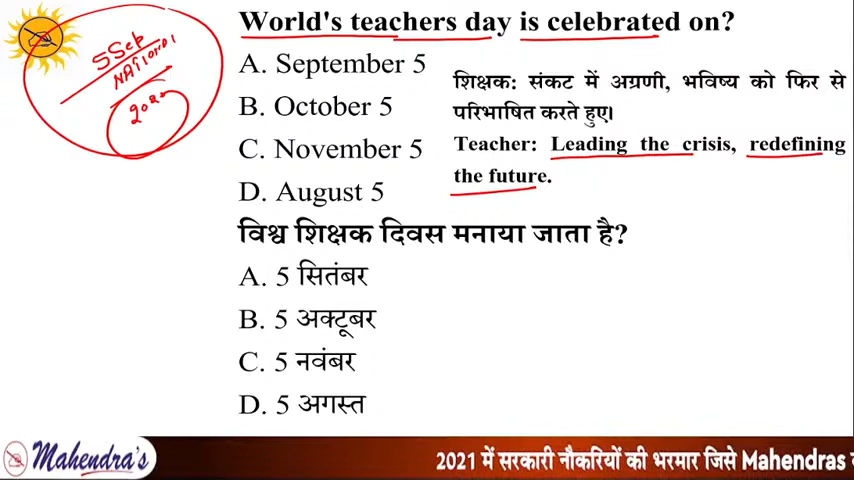 World's teachers day is celebrated on?
5 Sep
NATIONAL
A. September 5
B. October 5
C. November 5
D. August 5
शिक्षक: संकट में अग्रणी, भविष्य को फिर से
परिभाषित करते हुए।
Teacher: Leading the crisis, redefining
the future.
विश्व शिक्षक दिवस मनाया जाता है?
A. 5 सितंबर
B. 5 अक्टूबर
C. 5 नवंबर
D. 5 अगस्त
Mahendra's
2021 में सरकारी नौकरियों की भरमार जिसे Mahendras